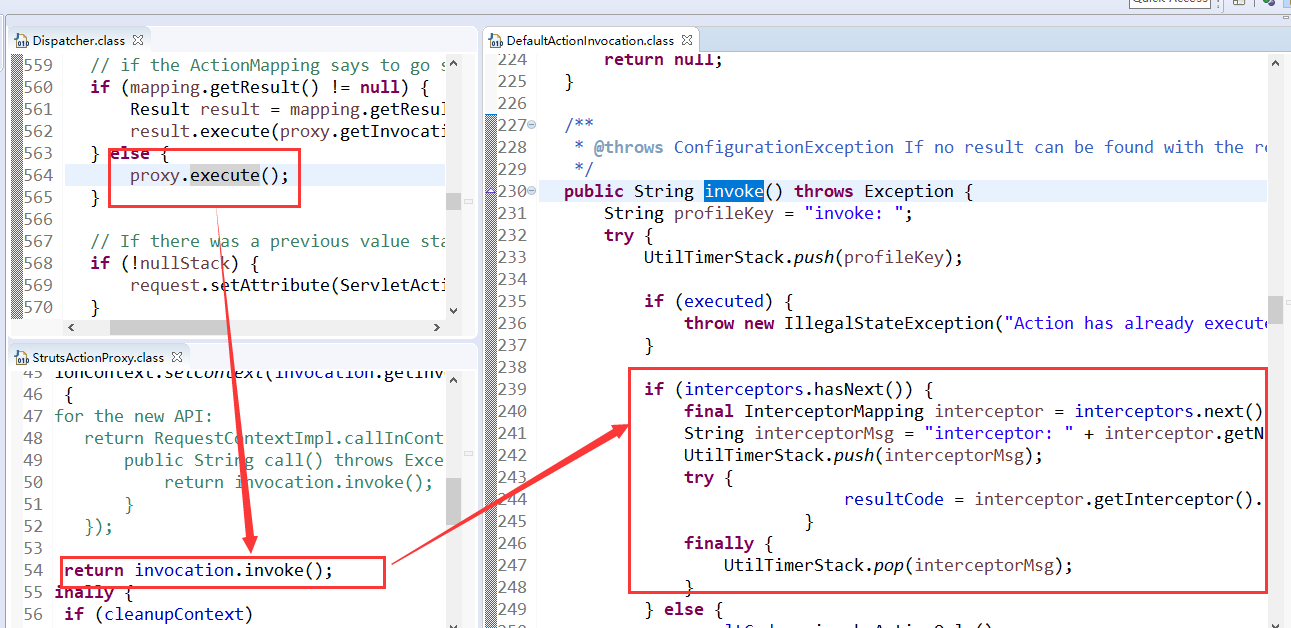 Quick Access
Dispatcher.class
559 // if the ActionMapping says to go s
560 if (mapping.getResult() != null) {
561 Result result = mapping.getResul
562 result.execute(proxy.getInvocati
563 } else {
564 proxy.execute();
565 }
566
567 // If there was a previous value sta
568 if (!nullStack) {
569 request.setAttribute(ServletActi
570 }
StrutsActionProxy.class
45 ionContext.setContext(invocation.getInv
46 {
47 for the new API:
48 return RequestContextImpl.callInCont
49 public String call() throws Exce
50 return invocation.invoke();
51 }
52 });
53
54 return invocation.invoke();
55 inally {
56 if (cleanupContext)
DefaultActionInvocation.class
224 return null;
225 }
226
227 /**
228 * @throws ConfigurationException If no result can be found with the re
229 */
230 public String invoke() throws Exception {
231 String profileKey = "invoke: ";
232 try {
233 UtilTimerStack.push(profileKey);
234
235 if (executed) {
236 throw new IllegalStateException("Action has already execute
237 }
238
239 if (interceptors.hasNext()) {
240 final InterceptorMapping interceptor = interceptors.next()
241 String interceptorMsg = "interceptor: " + interceptor.getN
242 UtilTimerStack.push(interceptorMsg);
243 try {
244 resultCode = interceptor.getInterceptor().
245 }
246 finally {
247 UtilTimerStack.pop(interceptorMsg);
248 }
249 } else {